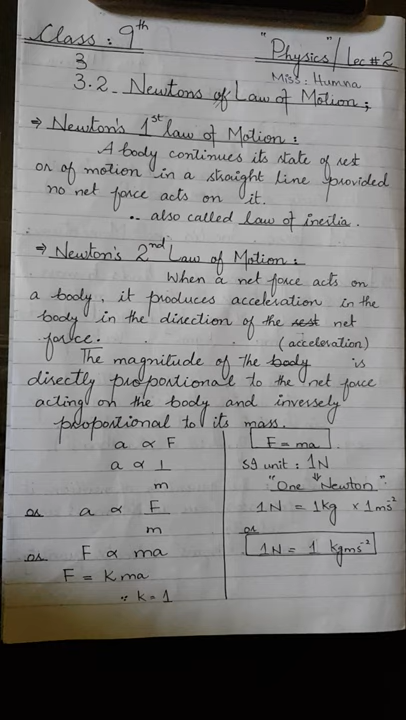 Class : 9th
"Physics" / Lec # 2
3
Miss : Humna
3.2 - Newtons of Law of Motion ;
⇒ Newton's 1st law of Motion :
A body continues its state of rest
or of motion in a straight line provided
no net force acts on it.
∴ also called law of inertia .
⇒ Newton's 2nd Law of Motion :
When a net force acts on
a body, it produces acceleration in the
body in the direction of the rest net
force.
(acceleration)
The magnitude of the body is
directly proportional to the net force
acting on the body and inversely
proportional to its mass.
a ∝ F
a ∝ 1/m
or a ∝ F/m
or F ∝ ma
F = K ma
∵ k = 1
F = ma
SI unit : 1N
"One Newton"
1N = 1kg × 1ms⁻²
or
1N = 1 kgms⁻²